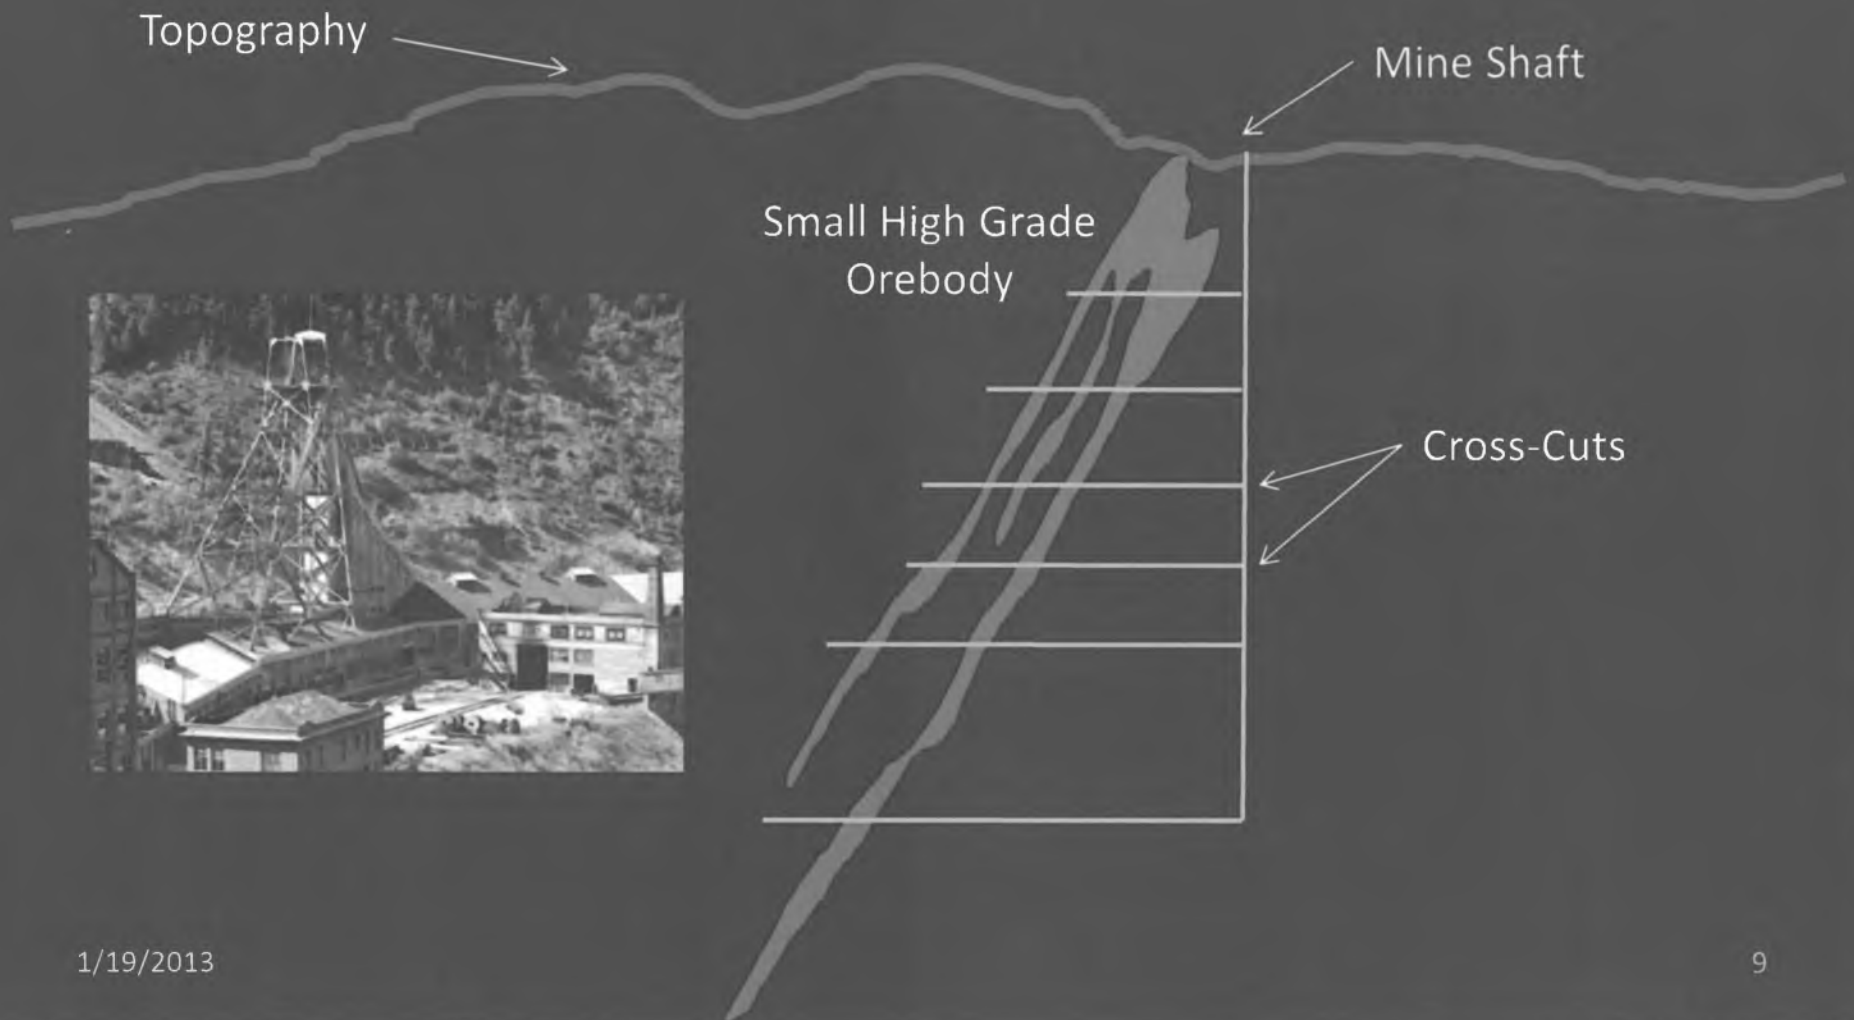 Topography
Mine Shaft
Small High Grade
Orebody
Cross-Cuts
1/19/2013
9